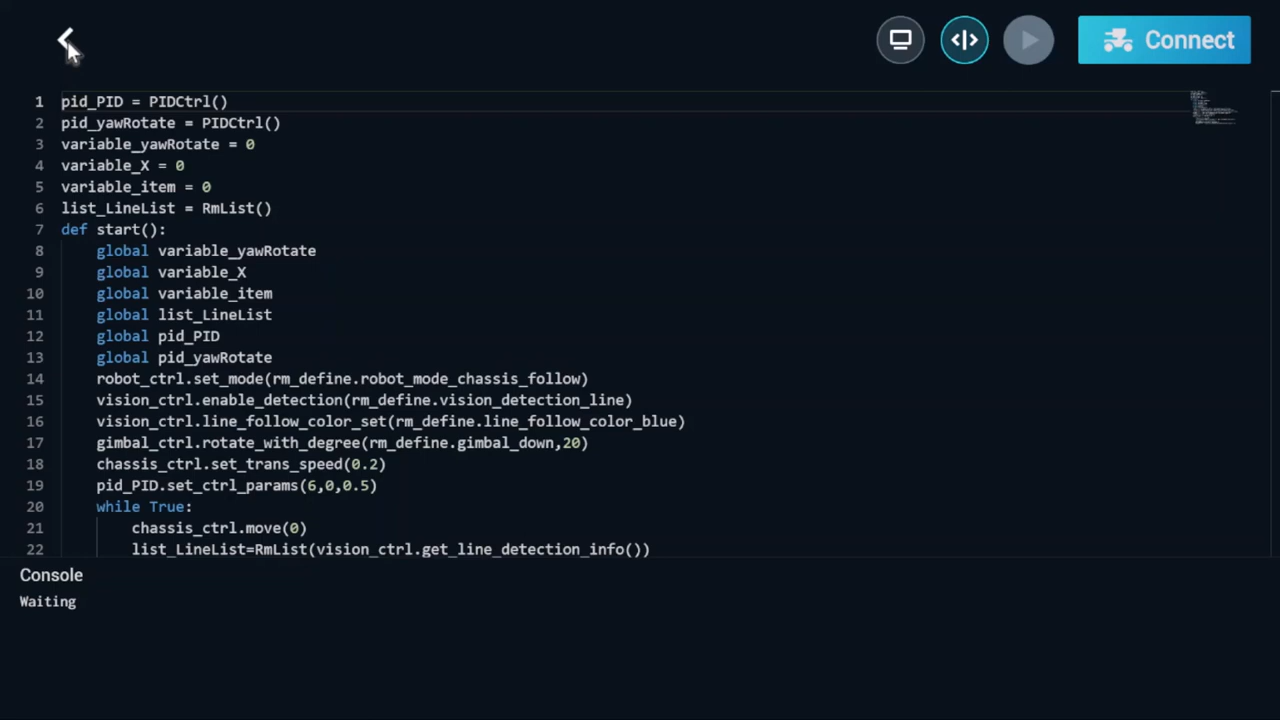 Connect
1 pid_PID = PIDCtrl()
2 pid_yawRotate = PIDCtrl()
3 variable_yawRotate = 0
4 variable_X = 0
5 variable_item = 0
6 list_LineList = RmList()
7 def start():
8     global variable_yawRotate
9     global variable_X
10     global variable_item
11     global list_LineList
12     global pid_PID
13     global pid_yawRotate
14     robot_ctrl.set_mode(rm_define.robot_mode_chassis_follow)
15     vision_ctrl.enable_detection(rm_define.vision_detection_line)
16     vision_ctrl.line_follow_color_set(rm_define.line_follow_color_blue)
17     gimbal_ctrl.rotate_with_degree(rm_define.gimbal_down,20)
18     chassis_ctrl.set_trans_speed(0.2)
19     pid_PID.set_ctrl_params(6,0,0.5)
20     while True:
21         chassis_ctrl.move(0)
22         list_LineList=RmList(vision_ctrl.get_line_detection_info())
Console
Waiting